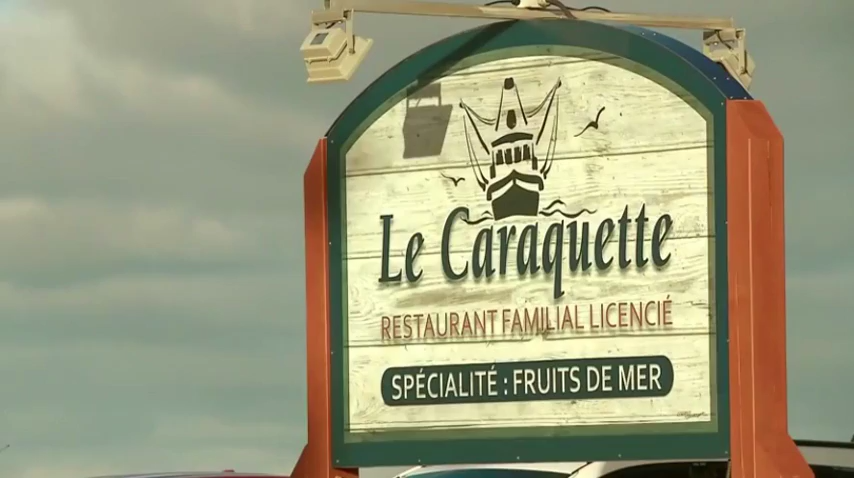 Le Caraquette
RESTAURANT FAMILIAL LICENCIÉ
SPÉCIALITÉ : FRUITS DE MER